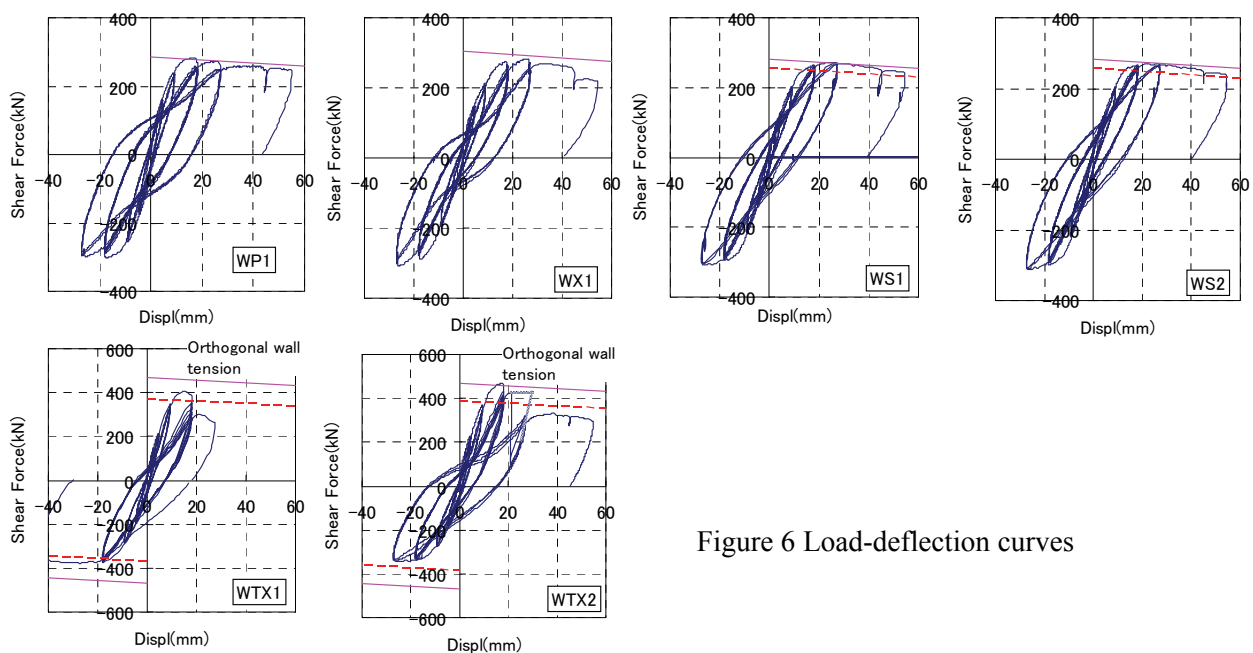 400
200
0
-200
-400
-40 -20 0 20 40 60
Shear Force(kN)
Displ(mm)
WP1
400
200
0
-200
-400
-40 -20 0 20 40 60
Shear Force(kN)
Displ(mm)
WX1
400
200
0
-200
-400
-40 -20 0 20 40 60
Shear Force(kN)
Displ(mm)
WS1
400
200
0
-200
-400
-40 -20 0 20 40 60
Shear Force(kN)
Displ(mm)
WS2
600
400
200
0
-200
-400
-600
-40 -20 0 20 40 60
Shear Force(kN)
Displ(mm)
Orthogonal wall
tension
WTX1
600
400
200
0
-200
-400
-600
-40 -20 0 20 40 60
Shear Force(kN)
Displ(mm)
Orthogonal wall
tension
WTX2
Figure 6 Load-deflection curves